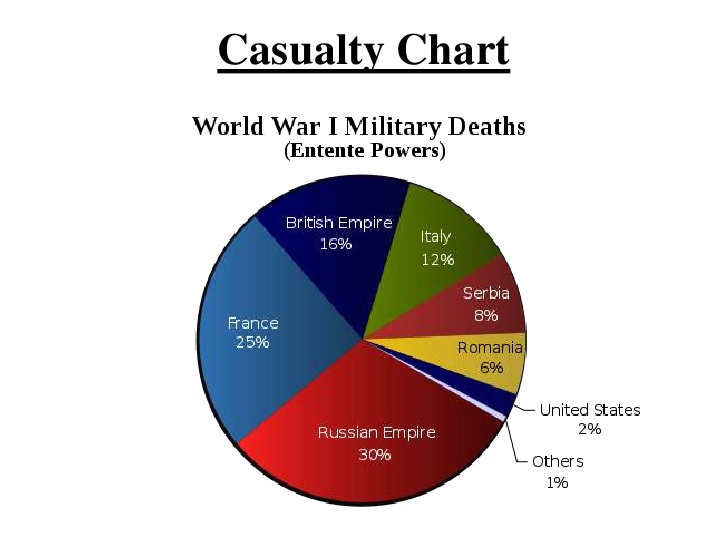 Casualty Chart
World War I Military Deaths
(Entente Powers)
British Empire
16%
Italy
12%
Serbia
8%
France
25%
Romania
6%
United States
2%
Russian Empire
30%
Others
1%